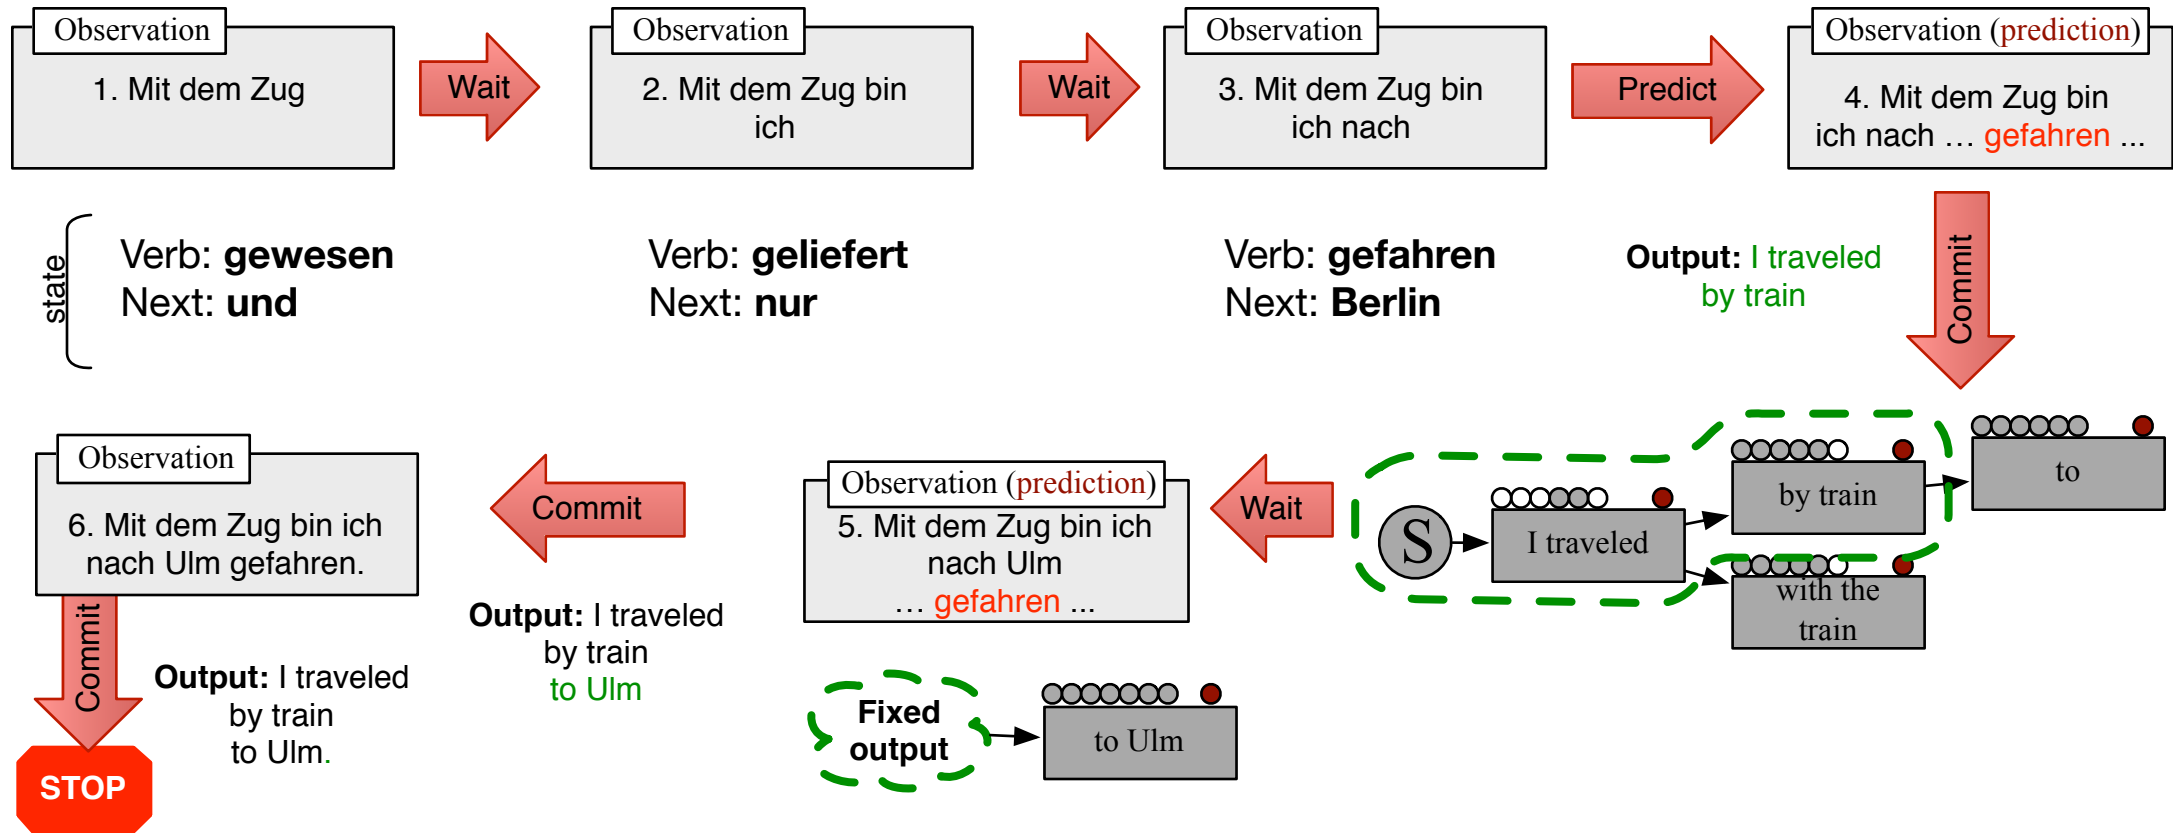 Observation
1. Mit dem Zug
Wait
Observation
2. Mit dem Zug bin
ich
Wait
Observation
3. Mit dem Zug bin
ich nach
Predict
Observation (prediction)
4. Mit dem Zug bin
ich nach … gefahren ...
state
Verb: gewesen
Next: und
Verb: geliefert
Next: nur
Verb: gefahren
Next: Berlin
Output: I traveled
by train
Commit
S
I traveled
by train
to
with the
train
Wait
Observation (prediction)
5. Mit dem Zug bin ich
nach Ulm
… gefahren ...
Fixed
output
to Ulm
Commit
Output: I traveled
by train
to Ulm
Observation
6. Mit dem Zug bin ich
nach Ulm gefahren.
Commit
Output: I traveled
by train
to Ulm.
STOP